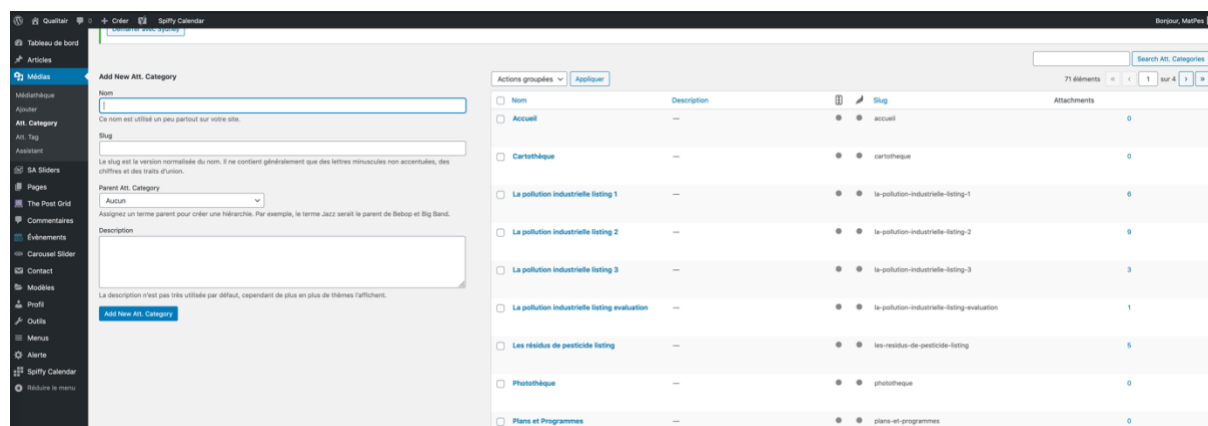 Qualitair 0 + Créer Spiffy Calendar Bonjour, MatPes
Démarrer avec Sydney
Tableau de bord
Articles
Médias
Médiathèque
Ajouter
Att. Category
Att. Tag
Assistant
SA Sliders
Pages
The Post Grid
Commentaires
Évènements
Carousel Slider
Contact
Modèles
Profil
Outils
Menus
Alerte
Spiffy Calendar
Réduire le menu
Add New Att. Category
Nom
Ce nom est utilisé un peu partout sur votre site.
Slug
Le slug est la version normalisée du nom. Il ne contient généralement que des lettres minuscules non accentuées, des
chiffres et des traits d'union.
Parent Att. Category
Aucun
Assignez un terme parent pour créer une hiérarchie. Par exemple, le terme Jazz serait le parent de Bebop et Big Band.
Description
La description n'est pas très utilisée par défaut, cependant de plus en plus de thèmes l'affichent.
Add New Att. Category
Search Att. Categories
Actions groupées Appliquer 71 éléments « ‹ 1 sur 4 › »
Nom Description Slug Attachments
Accueil — accueil 0
Cartothèque — cartotheque 0
La pollution industrielle listing 1 — la-pollution-industrielle-listing-1 6
La pollution industrielle listing 2 — la-pollution-industrielle-listing-2 9
La pollution industrielle listing 3 — la-pollution-industrielle-listing-3 3
La pollution industrielle listing evaluation — la-pollution-industrielle-listing-evaluation 1
Les résidus de pesticide listing — les-residus-de-pesticide-listing 5
Photothèque — phototheque 0
Plans et Programmes — plans-et-programmes 0